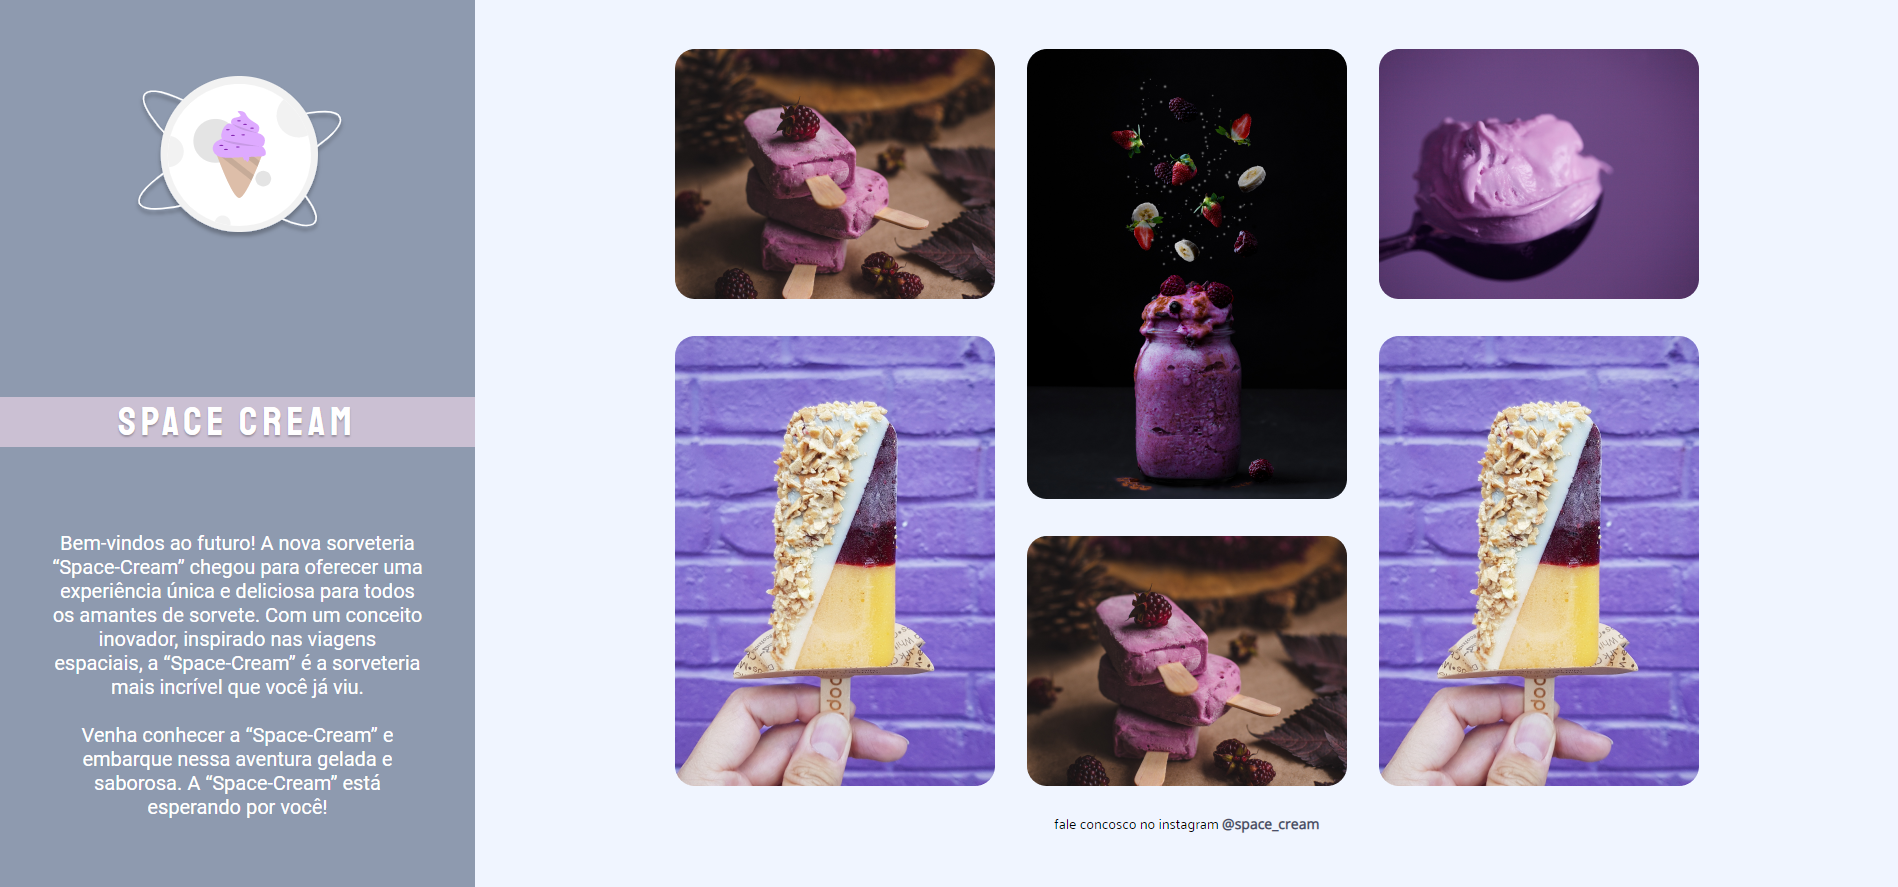 SPACE CREAM
Bem-vindos ao futuro! A nova sorveteria
“Space-Cream” chegou para oferecer uma
experiência única e deliciosa para todos
os amantes de sorvete. Com um conceito
inovador, inspirado nas viagens
espaciais, a “Space-Cream” é a sorveteria
mais incrível que você já viu.
Venha conhecer a “Space-Cream” e
embarque nessa aventura gelada e
saborosa. A “Space-Cream” está
esperando por você!
fale concosco no instagram @space_cream